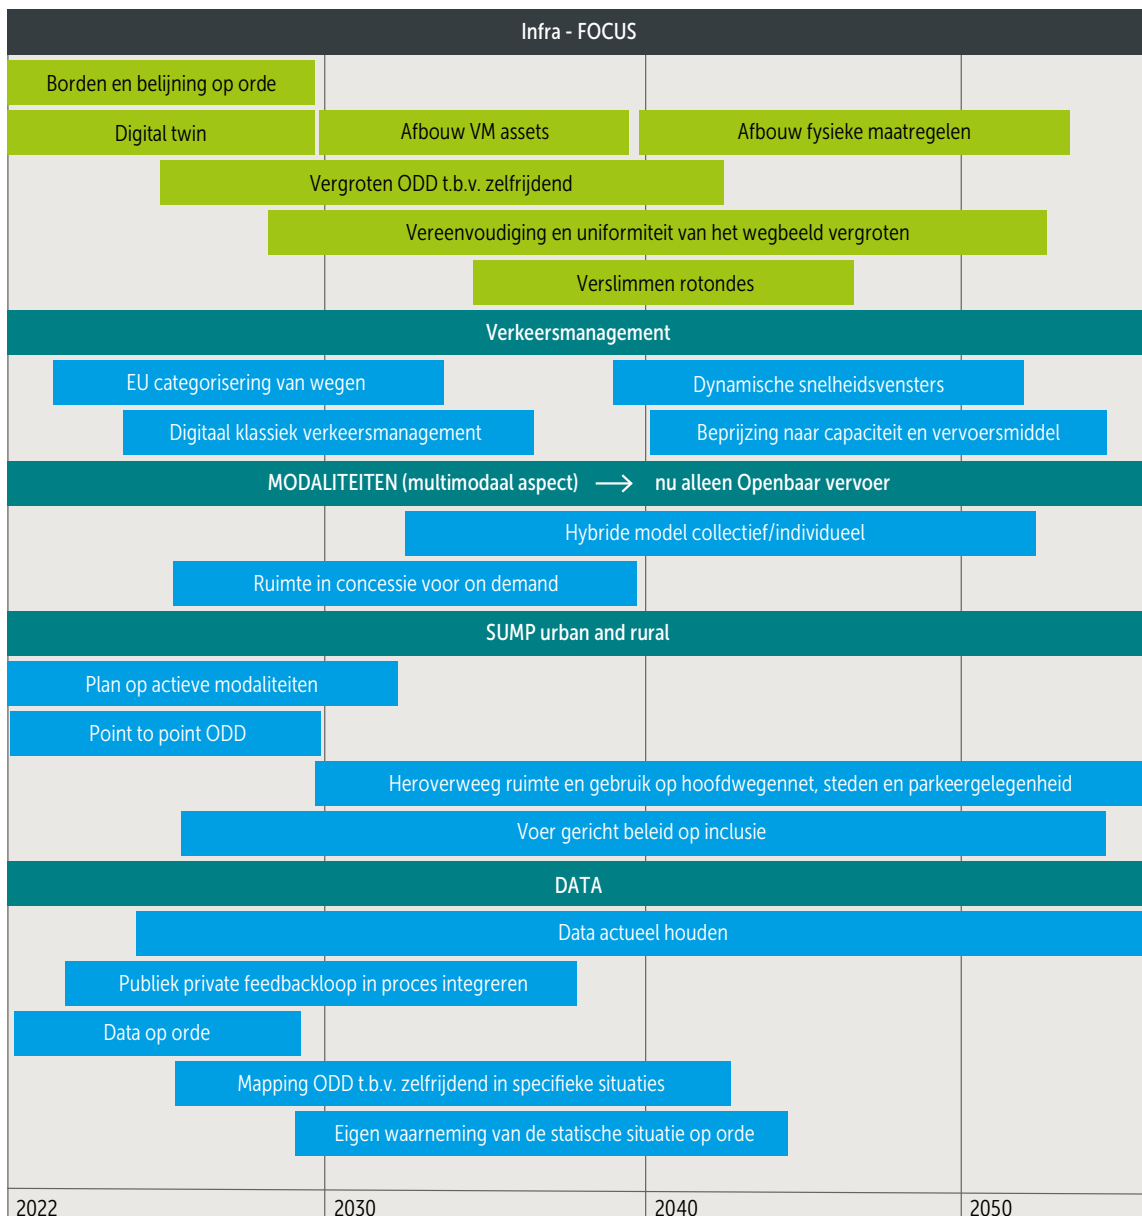 Infra - FOCUS
Borden en belijning op orde
Digital twin
Afbouw VM assets
Afbouw fysieke maatregelen
Vergroten ODD t.b.v. zelfrijdend
Vereenvoudiging en uniformiteit van het wegbeeld vergroten
Verslimmen rotondes
Verkeersmanagement
EU categorisering van wegen
Dynamische snelheidsvensters
Digitaal klassiek verkeersmanagement
Beprijzing naar capaciteit en vervoersmiddel
MODALITEITEN (multimodaal aspect) → nu alleen Openbaar vervoer
Hybride model collectief/individueel
Ruimte in concessie voor on demand
SUMP urban and rural
Plan op actieve modaliteiten
Point to point ODD
Heroverweeg ruimte en gebruik op hoofdwegennet, steden en parkeergelegenheid
Voer gericht beleid op inclusie
DATA
Data actueel houden
Publiek private feedbackloop in proces integreren
Data op orde
Mapping ODD t.b.v. zelfrijdend in specifieke situaties
Eigen waarneming van de statische situatie op orde
2022 2030 2040 2050